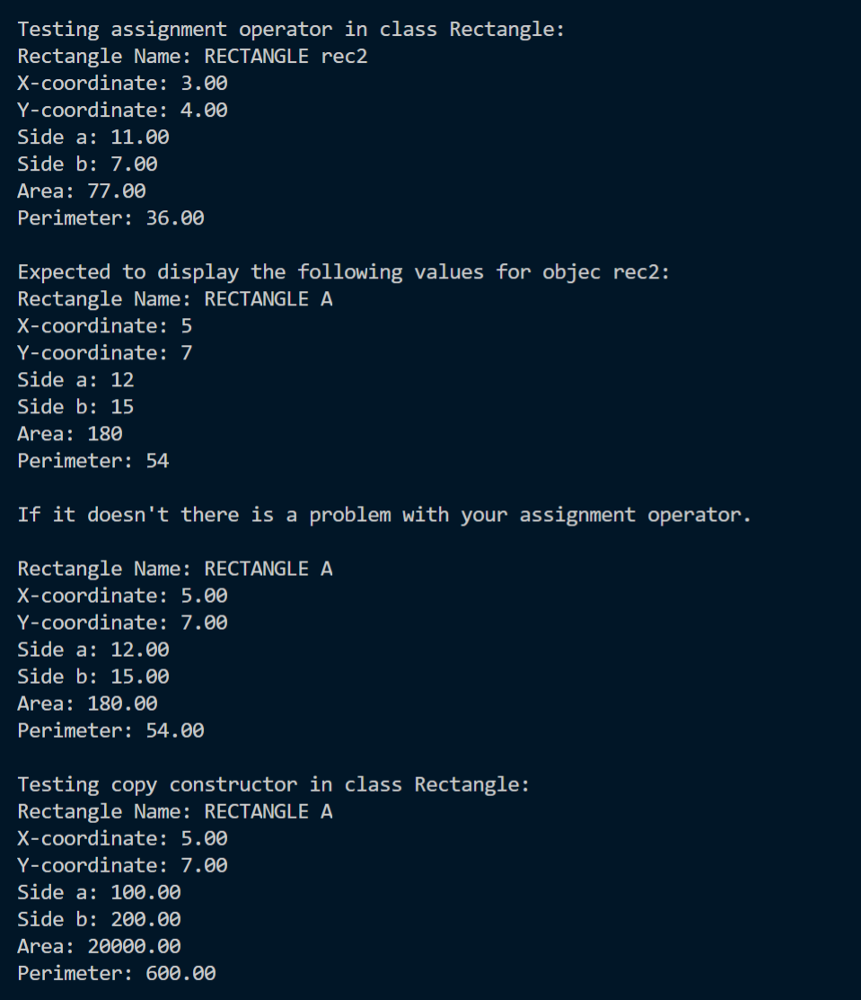 Testing assignment operator in class Rectangle:
Rectangle Name: RECTANGLE rec2
X-coordinate: 3.00
Y-coordinate: 4.00
Side a: 11.00
Side b: 7.00
Area: 77.00
Perimeter: 36.00

Expected to display the following values for objec rec2:
Rectangle Name: RECTANGLE A
X-coordinate: 5
Y-coordinate: 7
Side a: 12
Side b: 15
Area: 180
Perimeter: 54

If it doesn't there is a problem with your assignment operator.

Rectangle Name: RECTANGLE A
X-coordinate: 5.00
Y-coordinate: 7.00
Side a: 12.00
Side b: 15.00
Area: 180.00
Perimeter: 54.00

Testing copy constructor in class Rectangle:
Rectangle Name: RECTANGLE A
X-coordinate: 5.00
Y-coordinate: 7.00
Side a: 100.00
Side b: 200.00
Area: 20000.00
Perimeter: 600.00